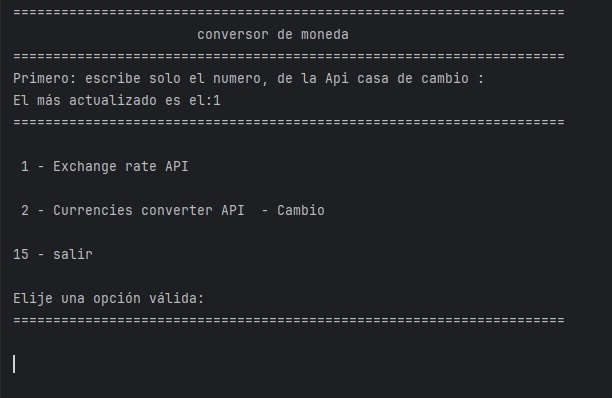 =====================================================================
conversor de moneda
=====================================================================
Primero: escribe solo el numero, de la Api casa de cambio :
El más actualizado es el:1
=====================================================================
1 - Exchange rate API
2 - Currencies converter API  - Cambio
15 - salir
Elije una opción válida:
=====================================================================